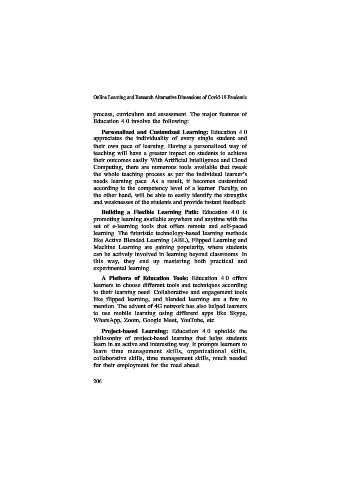 Online Learning and Research Alternative Dimensions of Covid-19 Pandemic
process, curriculum and assessment. The major features of
Education 4.0 involve the following:
Personalized and Customized Learning: Education 4.0
appreciates the individuality of every single student and
their own pace of learning. Having a personalized way of
teaching will have a greater impact on students to achieve
their outcomes easily. With Artificial Intelligence and Cloud
Computing, there are numerous tools available that tweak
the whole teaching process as per the individual learner's
needs learning pace. As a result, it becomes customized
according to the competency level of a learner. Faculty, on
the other hand, will be able to easily identify the strengths
and weaknesses of the students and provide instant feedback.
Building a Flexible Learning Path: Education 4.0 is
promoting learning available anywhere and anytime with the
set of e-learning tools that offers remote and self-paced
learning. The futuristic technology-based learning methods
like Active Blended Learning (ABL), Flipped Learning and
Machine Learning are gaining popularity, where students
can be actively involved in learning beyond classrooms. In
this way, they end up mastering both practical and
experimental learning.
A Plethora of Education Tools: Education 4.0 offers
learners to choose different tools and techniques according
to their learning need. Collaborative and engagement tools
like flipped learning, and blended learning are a few to
mention. The advent of 4G network has also helped learners
to use mobile learning using different apps like Skype,
WhatsApp, Zoom, Google Meet, YouTube, etc.
Project-based Learning: Education 4.0 upholds the
philosophy of project-based learning that helps students
learn in an active and interesting way. It prompts learners to
learn time management skills, organizational skills,
collaborative skills, time management skills, much needed
for their employment for the road ahead.
206